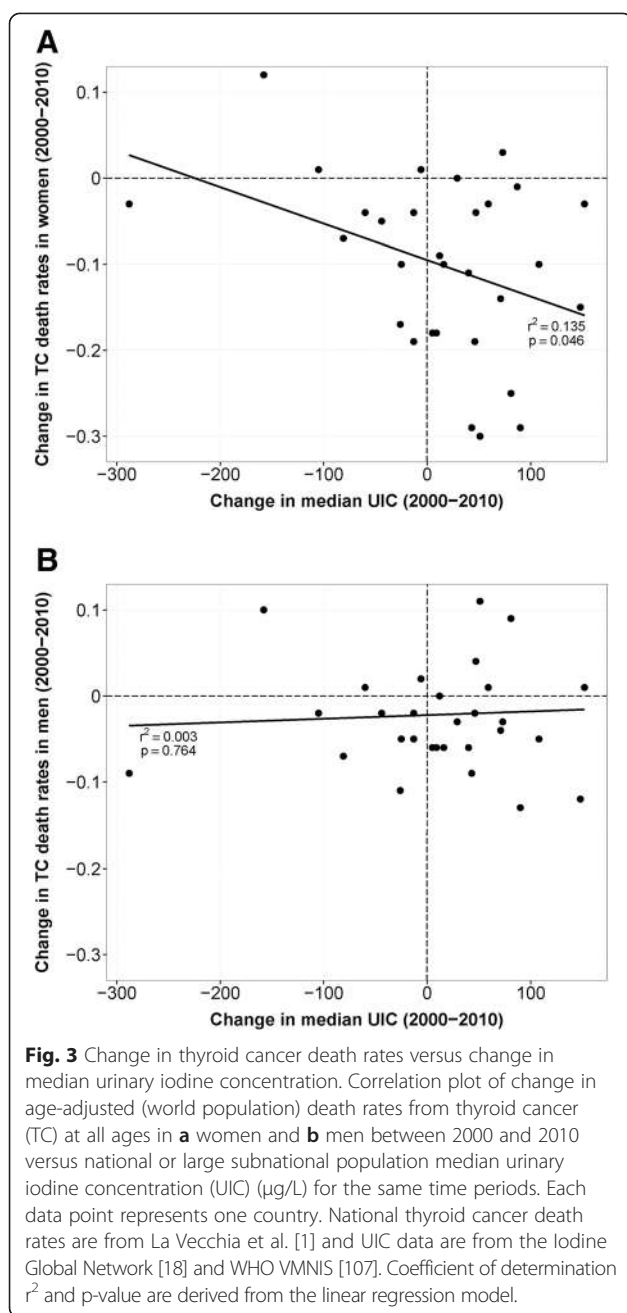 A
Change in TC death rates in women (2000−2010)
0.1
0
−0.1
−0.2
−0.3
r² = 0.135
p = 0.046
−300
−200
−100
0
100
Change in median UIC (2000−2010)
B
Change in TC death rates in men (2000−2010)
0.1
0
−0.1
−0.2
−0.3
r² = 0.003
p = 0.764
−300
−200
−100
0
100
Change in median UIC (2000−2010)
Fig. 3 Change in thyroid cancer death rates versus change in
median urinary iodine concentration. Correlation plot of change in
age-adjusted (world population) death rates from thyroid cancer
(TC) at all ages in a women and b men between 2000 and 2010
versus national or large subnational population median urinary
iodine concentration (UIC) (μg/L) for the same time periods. Each
data point represents one country. National thyroid cancer death
rates are from La Vecchia et al. [1] and UIC data are from the Iodine
Global Network [18] and WHO VMNIS [107]. Coefficient of determination
r² and p-value are derived from the linear regression model.